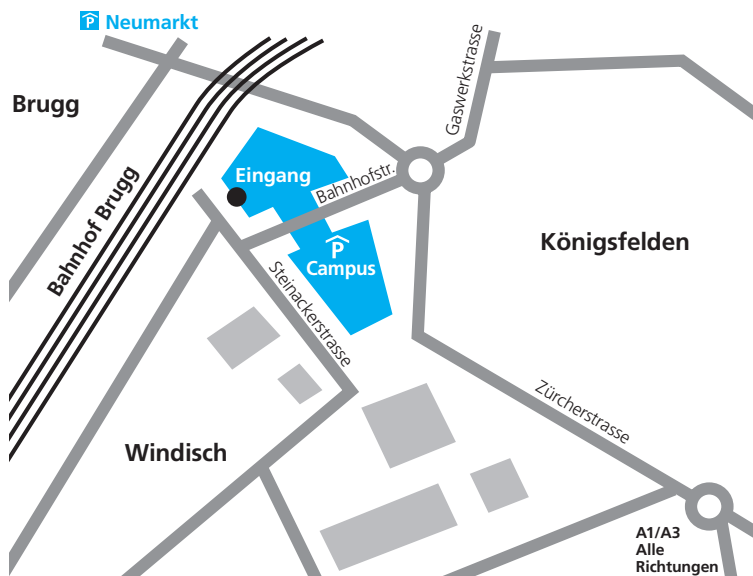 P Neumarkt
Gaswerkstrasse
Brugg
Eingang
Bahnhofstr.
Bahnhof Brugg
Königsfelden
P
Campus
Steinackerstrasse
Zürcherstrasse
Windisch
A1/A3
Alle
Richtungen